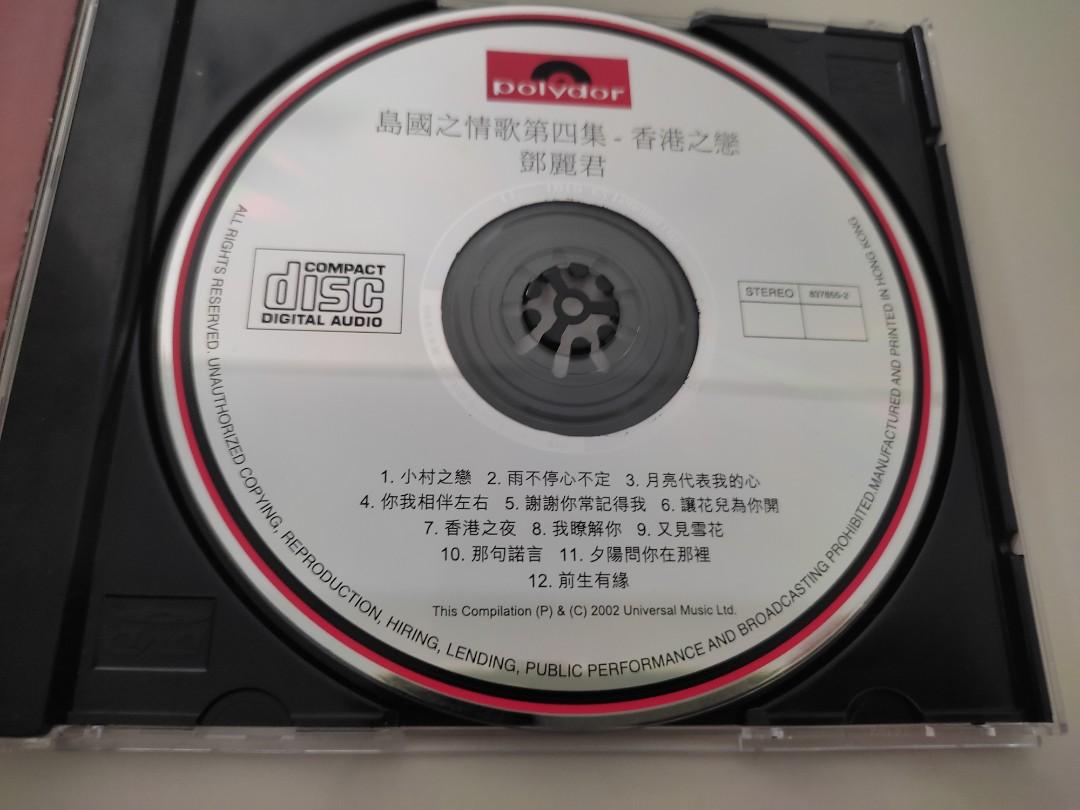 polydor
島國之情歌第四集 - 香港之戀
鄧麗君
COMPACT
disc
DIGITAL AUDIO
STEREO 837855-2
1. 小村之戀 2. 雨不停心不定 3. 月亮代表我的心
4. 你我相伴左右 5. 謝謝你常記得我 6. 讓花兒為你開
7. 香港之夜 8. 我瞭解你 9. 又見雪花
10. 那句諾言 11. 夕陽問你在那裡
12. 前生有緣
This Compilation (P) & (C) 2002 Universal Music Ltd.
ALL RIGHTS RESERVED. UNAUTHORIZED COPYING, REPRODUCTION, HIRING, LENDING, PUBLIC PERFORMANCE AND BROADCASTING PROHIBITED.MANUFACTURED AND PRINTED IN HONG KONG